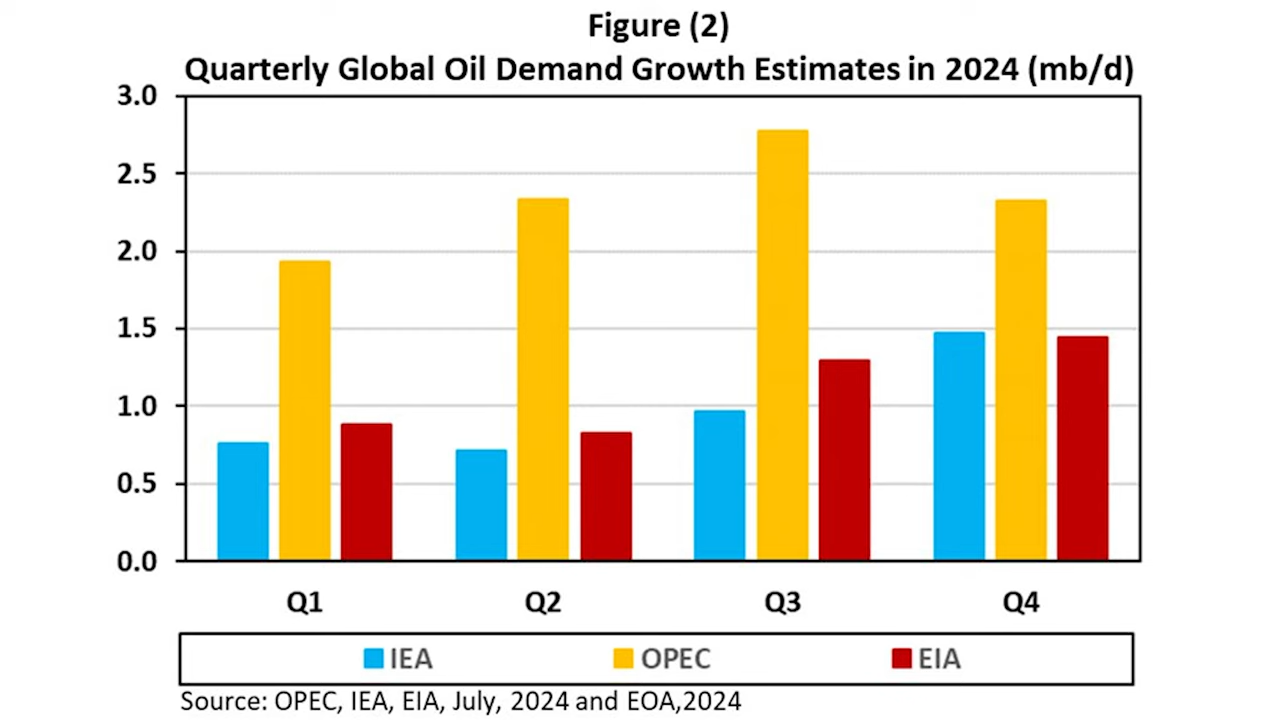 Figure (2)
Quarterly Global Oil Demand Growth Estimates in 2024 (mb/d)
3.0
2.5
2.0
1.5
1.0
0.5
0.0
Q1 Q2 Q3 Q4
IEA OPEC EIA
Source: OPEC, IEA, EIA, July, 2024 and EOA,2024